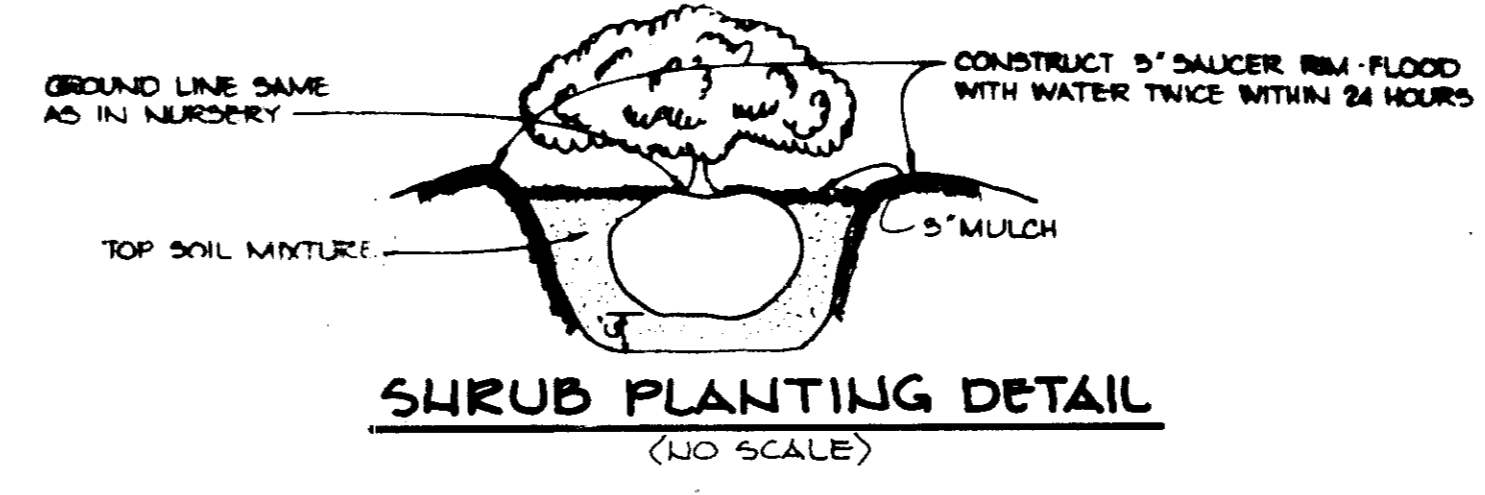 GROUND LINE SAME
AS IN NURSERY
CONSTRUCT 3" SAUCER RIM - FLOOD
WITH WATER TWICE WITHIN 24 HOURS
TOP SOIL MIXTURE
3" MULCH
SHRUB PLANTING DETAIL
(NO SCALE)